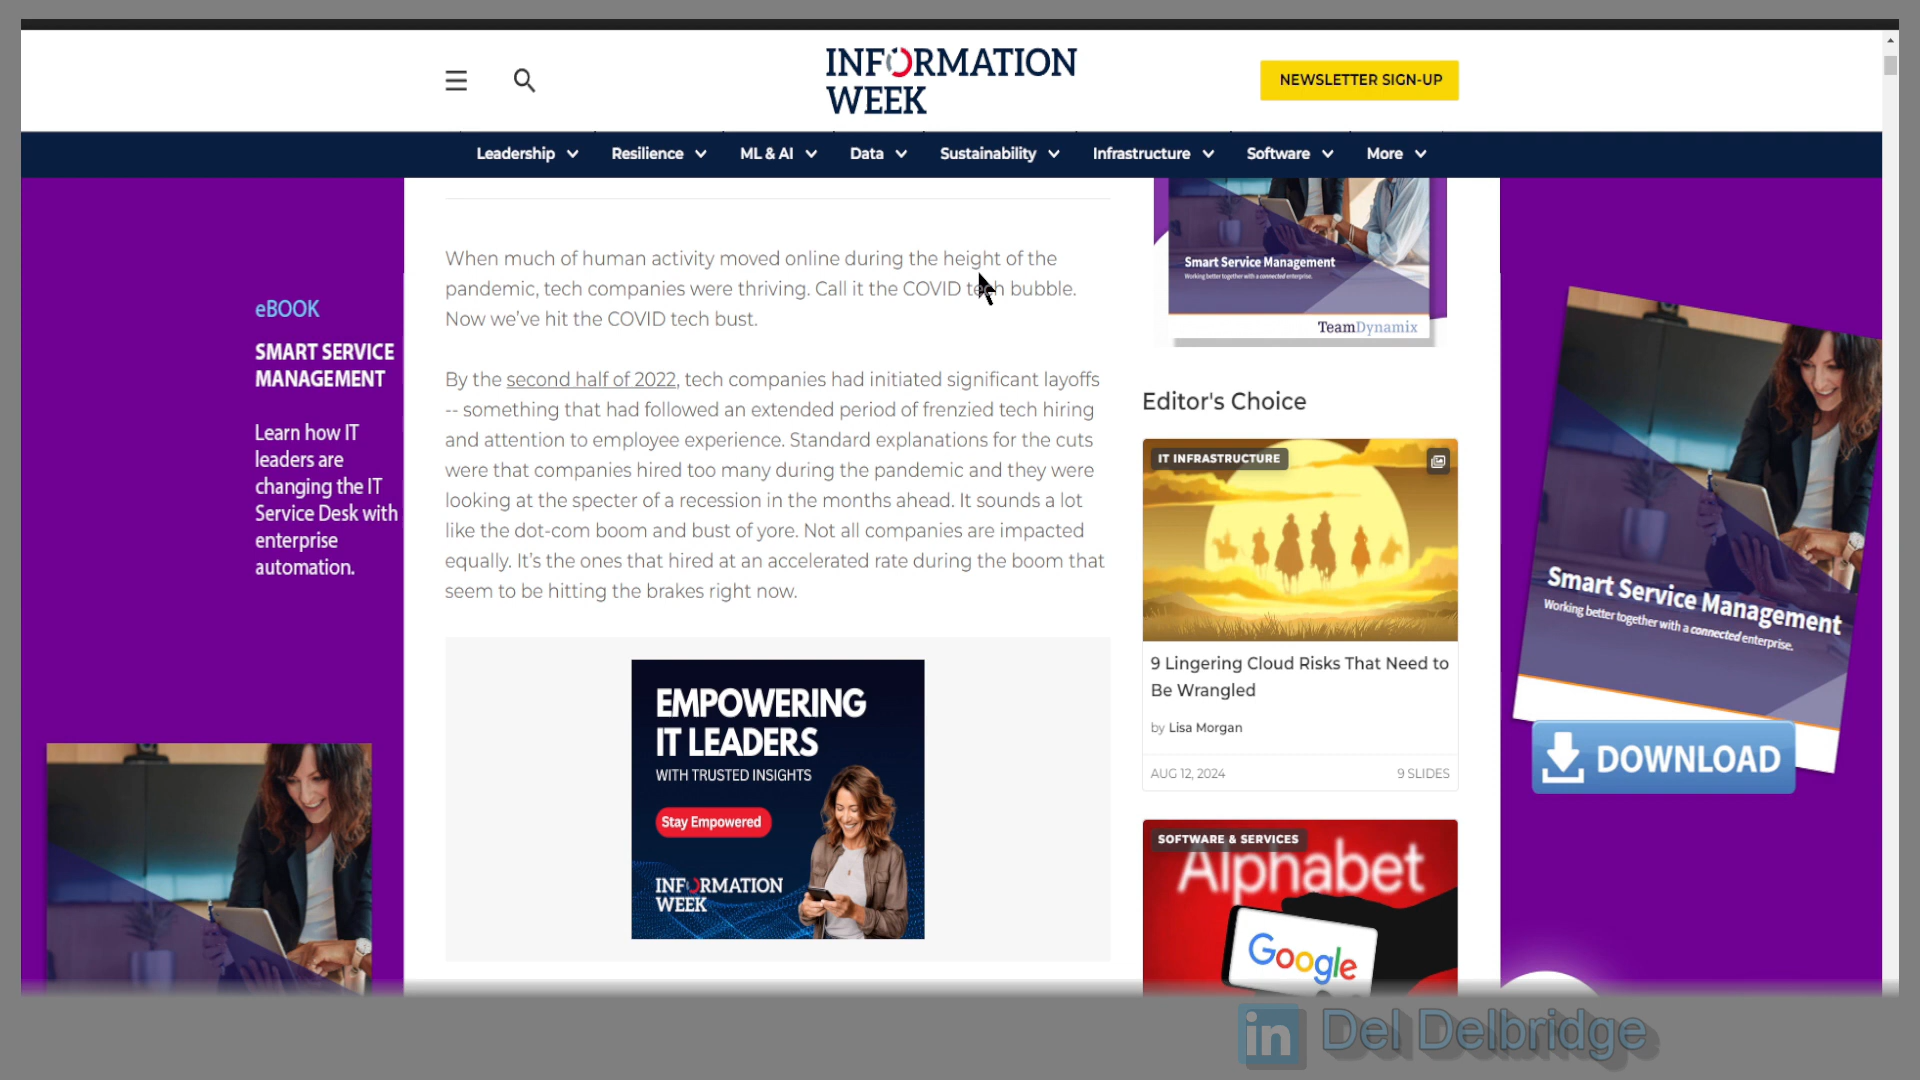 INFORMATION
WEEK
NEWSLETTER SIGN-UP
Leadership
Resilience
ML & AI
Data
Sustainability
Infrastructure
Software
More
eBOOK
SMART SERVICE
MANAGEMENT
Learn how IT
leaders are
changing the IT
Service Desk with
enterprise
automation.
When much of human activity moved online during the height of the
pandemic, tech companies were thriving. Call it the COVID tech bubble.
Now we've hit the COVID tech bust.
By the second half of 2022, tech companies had initiated significant layoffs
-- something that had followed an extended period of frenzied tech hiring
and attention to employee experience. Standard explanations for the cuts
were that companies hired too many during the pandemic and they were
looking at the specter of a recession in the months ahead. It sounds a lot
like the dot-com boom and bust of yore. Not all companies are impacted
equally. It's the ones that hired at an accelerated rate during the boom that
seem to be hitting the brakes right now.
EMPOWERING
IT LEADERS
WITH TRUSTED INSIGHTS
Stay Empowered
INFORMATION
WEEK
Smart Service Management
Working better together with a connected enterprise.
TeamDynamix
Editor's Choice
IT INFRASTRUCTURE
9 Lingering Cloud Risks That Need to
Be Wrangled
by Lisa Morgan
AUG 12, 2024
9 SLIDES
SOFTWARE & SERVICES
Alphabet
Google
Smart Service Management
Working better together with a connected enterprise.
DOWNLOAD
in Del Delbridge